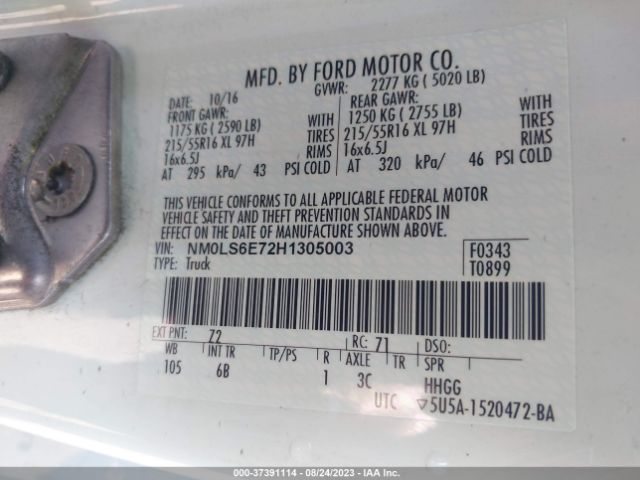 MFD. BY FORD MOTOR CO.
DATE: 10/16 GVWR: 2277 KG ( 5020 LB)
FRONT GAWR: REAR GAWR:
1175 KG ( 2590 LB) WITH 1250 KG ( 2755 LB) WITH
215/55R16 XL 97H TIRES 215/55R16 XL 97H TIRES
16x6.5J RIMS 16x6.5J RIMS
AT 295 kPa/ 43 PSI COLD AT 320 kPa/ 46 PSI COLD
THIS VEHICLE CONFORMS TO ALL APPLICABLE FEDERAL MOTOR
VEHICLE SAFETY AND THEFT PREVENTION STANDARDS IN
EFFECT ON THE DATE OF MANUFACTURE SHOWN ABOVE.
VIN: NM0LS6E72H1305003 F0343
TYPE: Truck T0899
EXT PNT: Z2 RC: 71 DSO:
WB INT TR TP/PS R AXLE TR SPR
105 6B 1 3C HHGG
UTC ▽5U5A-1520472-BA
000-37391114 - 08/24/2023 - IAA Inc.